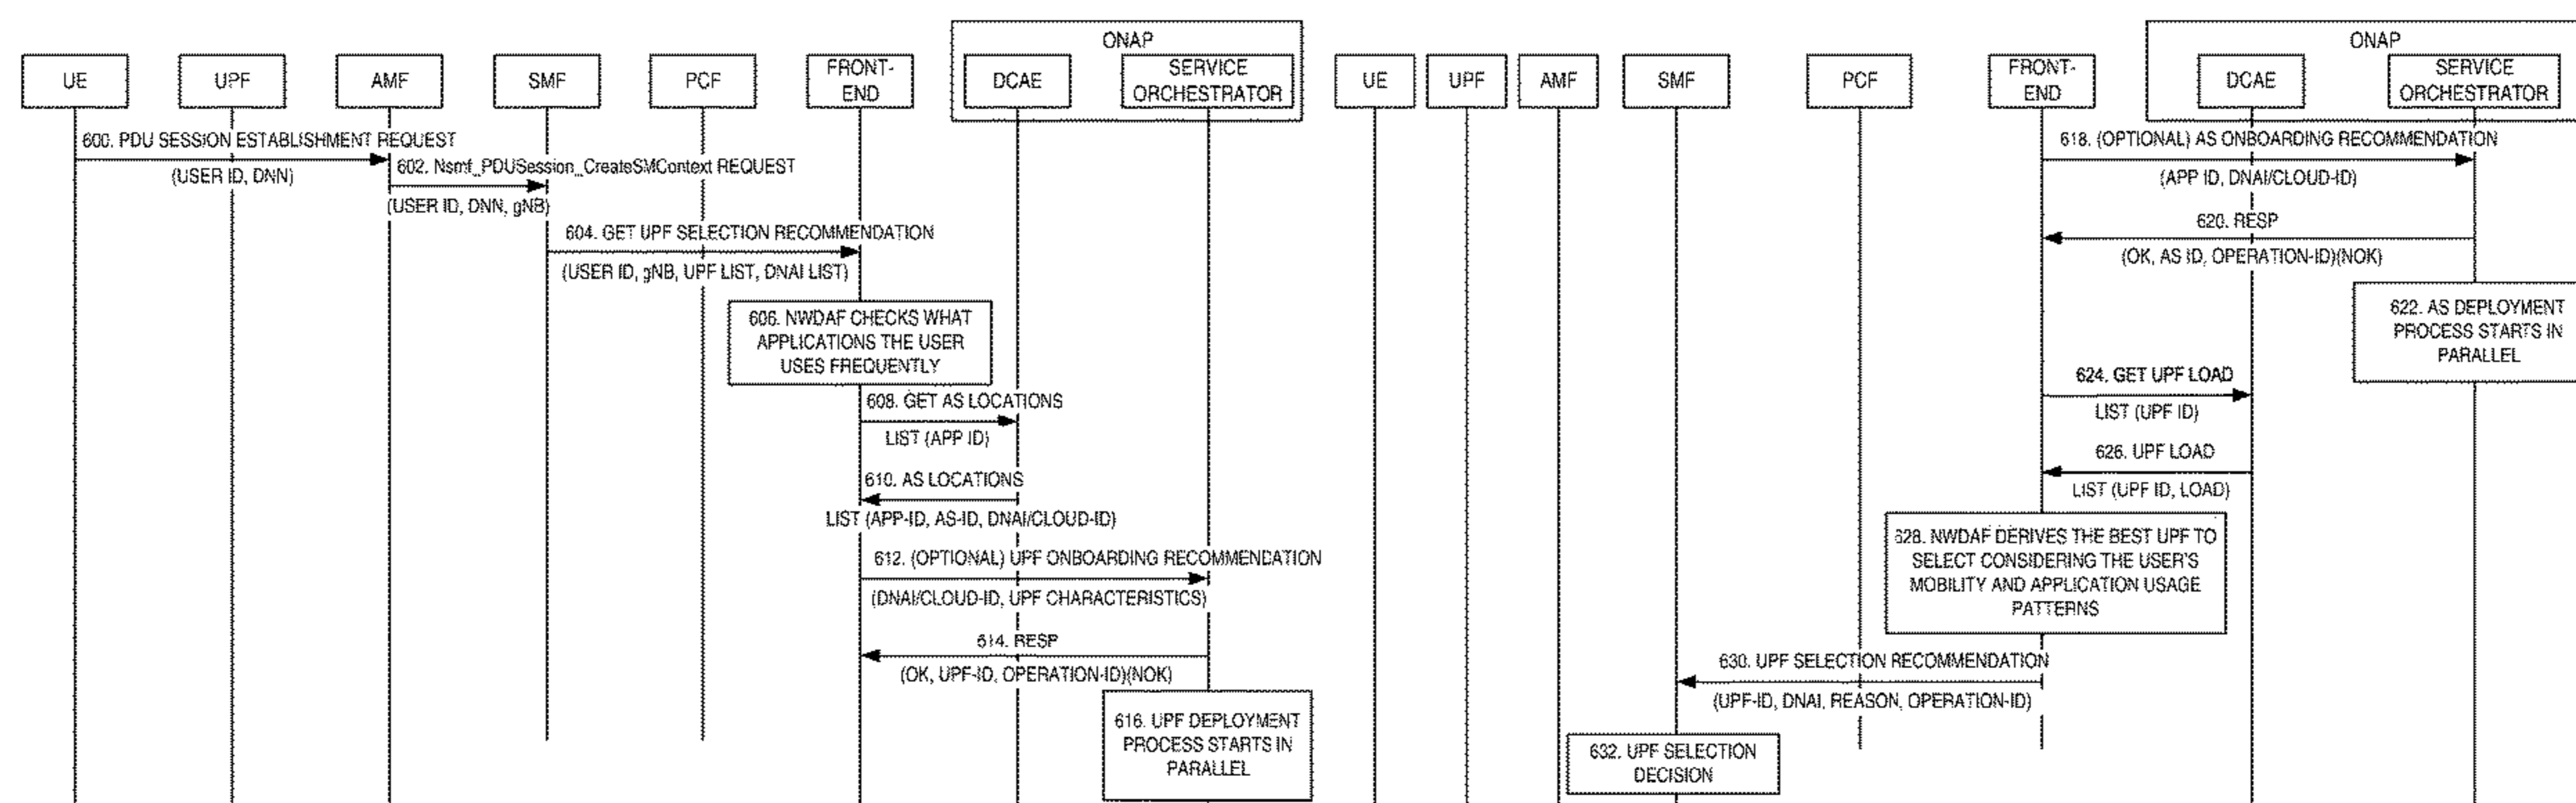 ONAP
UE
UPF
AMF
SMF
PCF
FRONT-
END
DCAE
SERVICE
ORCHESTRATOR
600. PDU SESSION ESTABLISHMENT REQUEST
(USER ID, DNN)
602. Nsmf_PDUSession_CreateSMContext REQUEST
(USER ID, DNN, gNB)
604. GET UPF SELECTION RECOMMENDATION
(USER ID, gNB, UPF LIST, DNAI LIST)
606. NWDAF CHECKS WHAT
APPLICATIONS THE USER
USES FREQUENTLY
608. GET AS LOCATIONS
LIST (APP ID)
610. AS LOCATIONS
LIST (APP-ID, AS-ID, DNAI/CLOUD-ID)
612. (OPTIONAL) UPF ONBOARDING RECOMMENDATION
(DNAI/CLOUD-ID, UPF CHARACTERISTICS)
614. RESP
(OK, UPF-ID, OPERATION-ID)(NOK)
616. UPF DEPLOYMENT
PROCESS STARTS IN
PARALLEL
ONAP
UE
UPF
AMF
SMF
PCF
FRONT-
END
DCAE
SERVICE
ORCHESTRATOR
618. (OPTIONAL) AS ONBOARDING RECOMMENDATION
(APP ID, DNAI/CLOUD-ID)
620. RESP
(OK, AS ID, OPERATION-ID)(NOK)
622. AS DEPLOYMENT
PROCESS STARTS IN
PARALLEL
624. GET UPF LOAD
LIST (UPF ID)
626. UPF LOAD
LIST (UPF ID, LOAD)
628. NWDAF DERIVES THE BEST UPF TO
SELECT CONSIDERING THE USER'S
MOBILITY AND APPLICATION USAGE
PATTERNS
630. UPF SELECTION RECOMMENDATION
(UPF-ID, DNAI, REASON, OPERATION-ID)
632. UPF SELECTION
DECISION